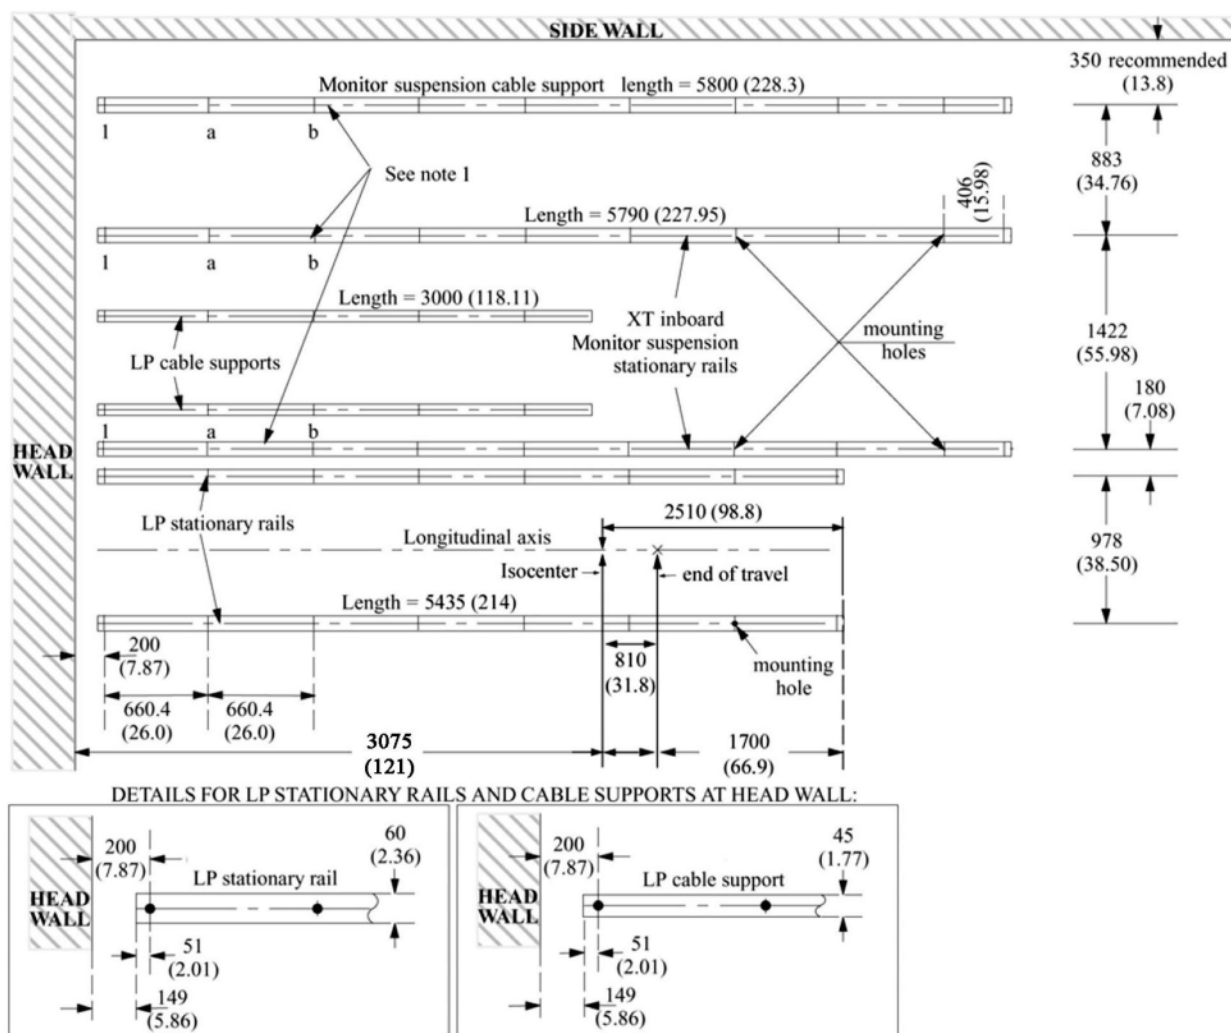 SIDE WALL
350 recommended
(13.8)
Monitor suspension cable support length = 5800 (228.3)
1 a b
883
(34.76)
See note 1
406
(15.98)
Length = 5790 (227.95)
1 a b
Length = 3000 (118.11)
XT inboard
Monitor suspension
stationary rails
mounting
holes
1422
(55.98)
LP cable supports
180
(7.08)
1 a b
HEAD
WALL
2510 (98.8)
LP stationary rails
Longitudinal axis
978
(38.50)
Isocenter
end of travel
Length = 5435 (214)
200
(7.87)
810
(31.8)
mounting
hole
660.4
(26.0)
660.4
(26.0)
3075
(121)
1700
(66.9)
DETAILS FOR LP STATIONARY RAILS AND CABLE SUPPORTS AT HEAD WALL:
200
(7.87)
60
(2.36)
LP stationary rail
HEAD
WALL
51
(2.01)
149
(5.86)
200
(7.87)
45
(1.77)
LP cable support
HEAD
WALL
51
(2.01)
149
(5.86)